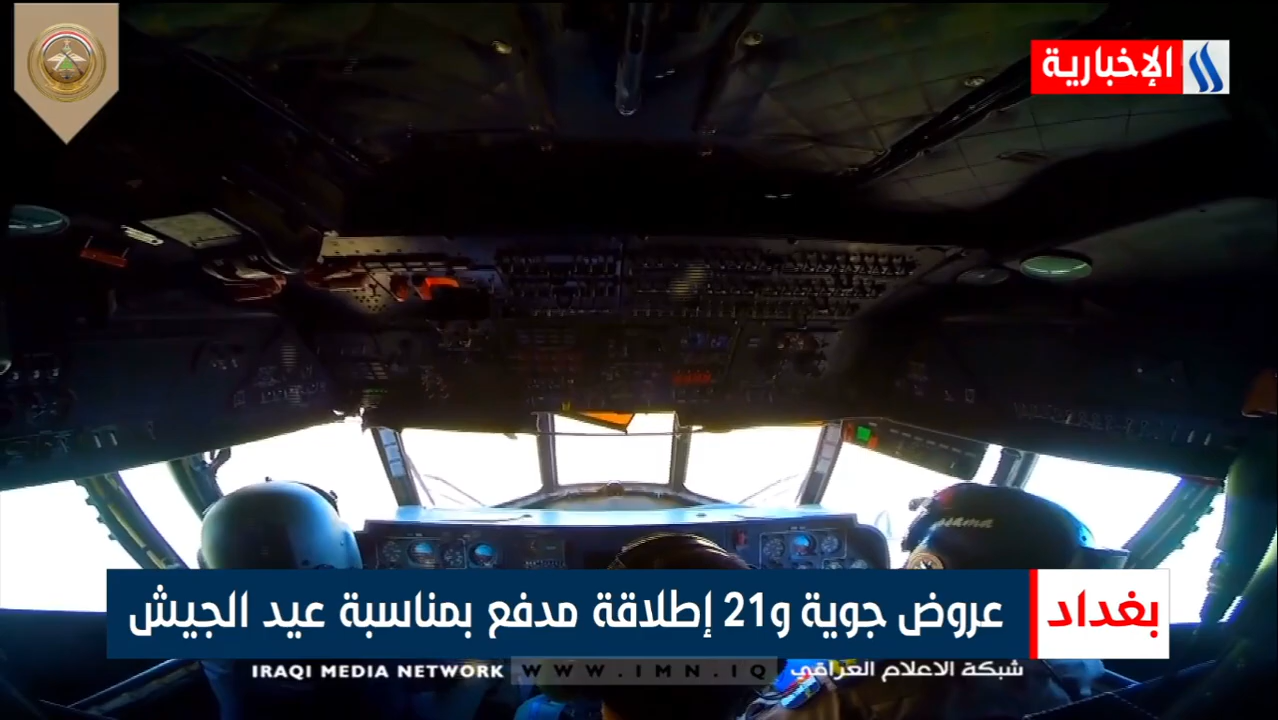 الإخبارية
osama
بغداد
عروض جوية و21 إطلاقة مدفع بمناسبة عيد الجيش
IRAQI MEDIA NETWORK WWW.IMN.IQ شبكة الاعلام العراقي